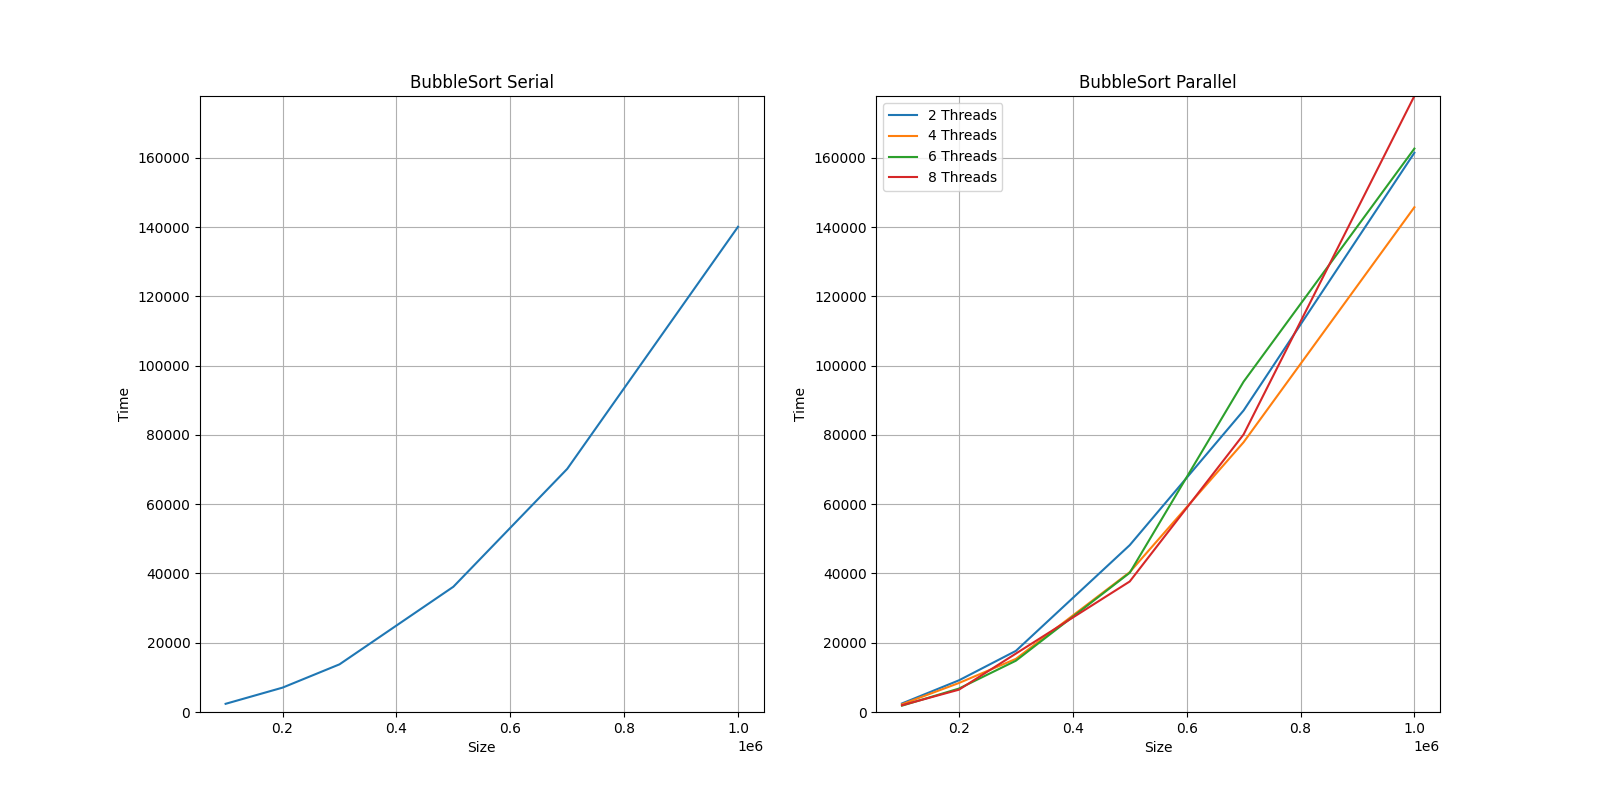 BubbleSort Serial
160000
140000
120000
100000
80000
60000
40000
20000
0
Time
0.2 0.4 0.6 0.8 1.0
1e6
Size
BubbleSort Parallel
2 Threads
4 Threads
6 Threads
8 Threads
160000
140000
120000
100000
80000
60000
40000
20000
0
Time
0.2 0.4 0.6 0.8 1.0
1e6
Size